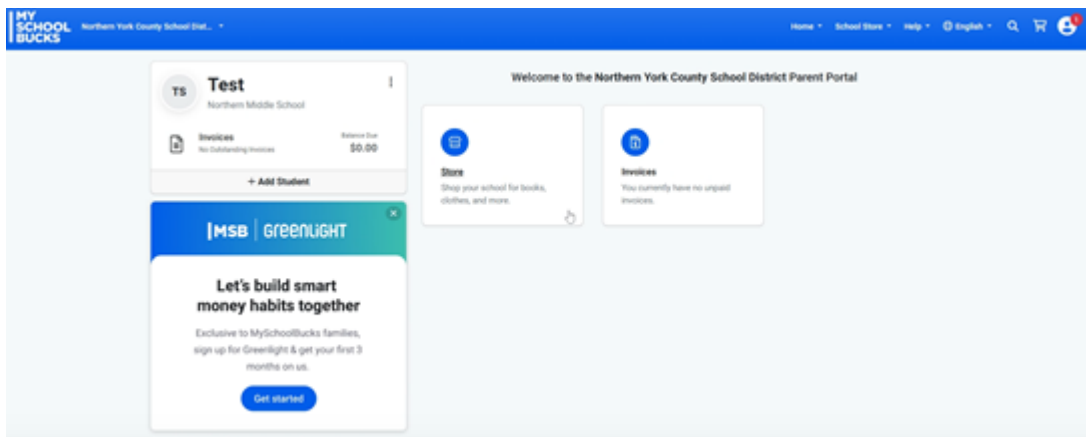 MY
SCHOOL
BUCKS
Northern York County School Dist...
Home
School Store
Help
English
TS
Test
Northern Middle School
Invoices
No Outstanding Invoices
Balance Due
$0.00
+ Add Student
MSB | GREENLIGHT
Let's build smart
money habits together
Exclusive to MySchoolBucks families,
sign up for Greenlight & get your first 3
months on us.
Get started
Welcome to the Northern York County School District Parent Portal
Store
Shop your school for books,
clothes, and more.
Invoices
You currently have no unpaid
invoices.